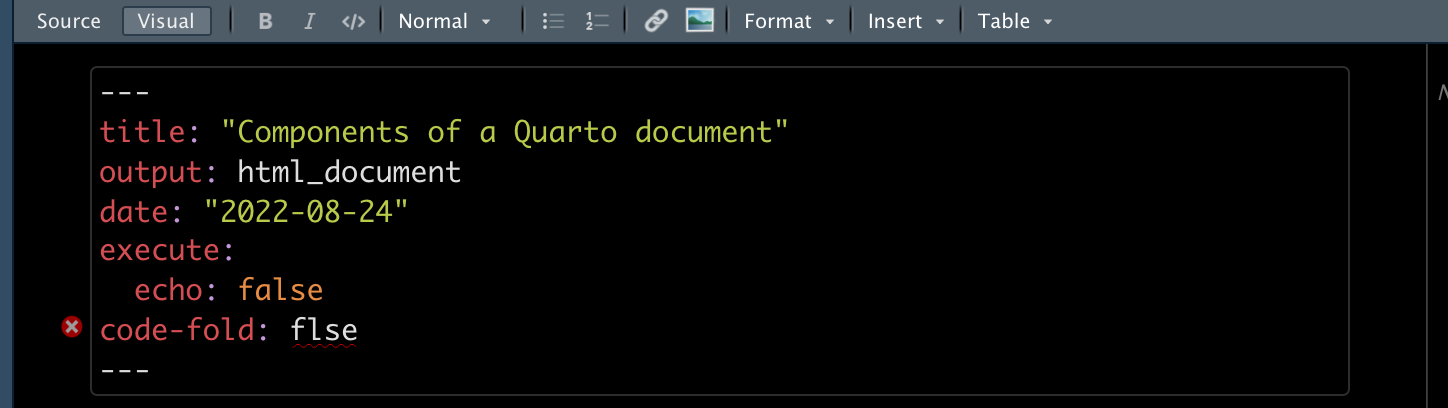 Source Visual B I </> Normal Format Insert Table
---
title: "Components of a Quarto document"
output: html_document
date: "2022-08-24"
execute:
  echo: false
code-fold: flse
---